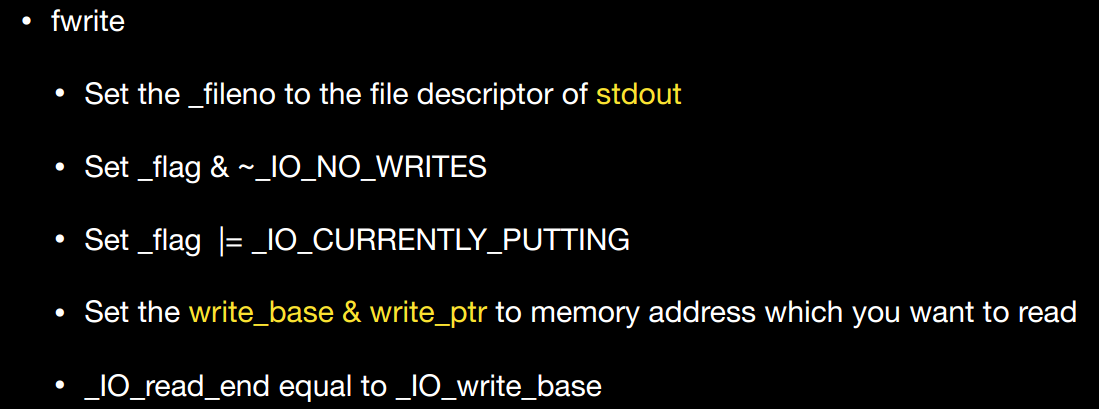 • fwrite
• Set the _fileno to the file descriptor of stdout
• Set _flag & ~_IO_NO_WRITES
• Set _flag |= _IO_CURRENTLY_PUTTING
• Set the write_base & write_ptr to memory address which you want to read
• _IO_read_end equal to _IO_write_base